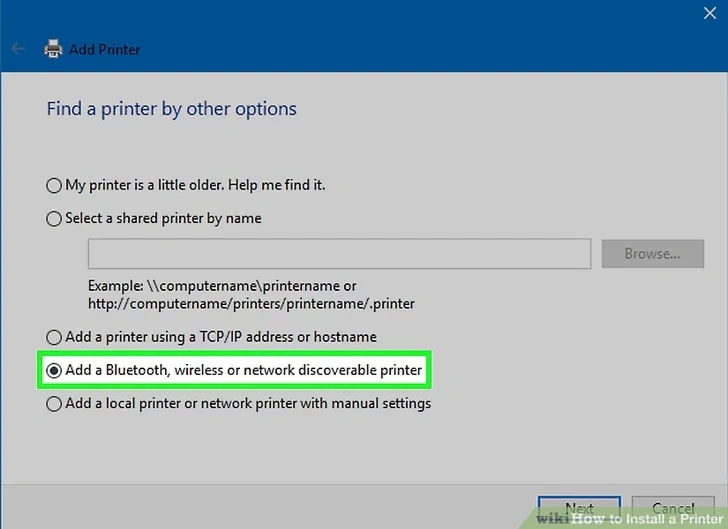 Add Printer
Find a printer by other options
My printer is a little older. Help me find it.
Select a shared printer by name
Browse...
Example: \\computername\printername or
http://computername/printers/printername/.printer
Add a printer using a TCP/IP address or hostname
Add a Bluetooth, wireless or network discoverable printer
Add a local printer or network printer with manual settings
Next Cancel
wikiHow to Install a Printer